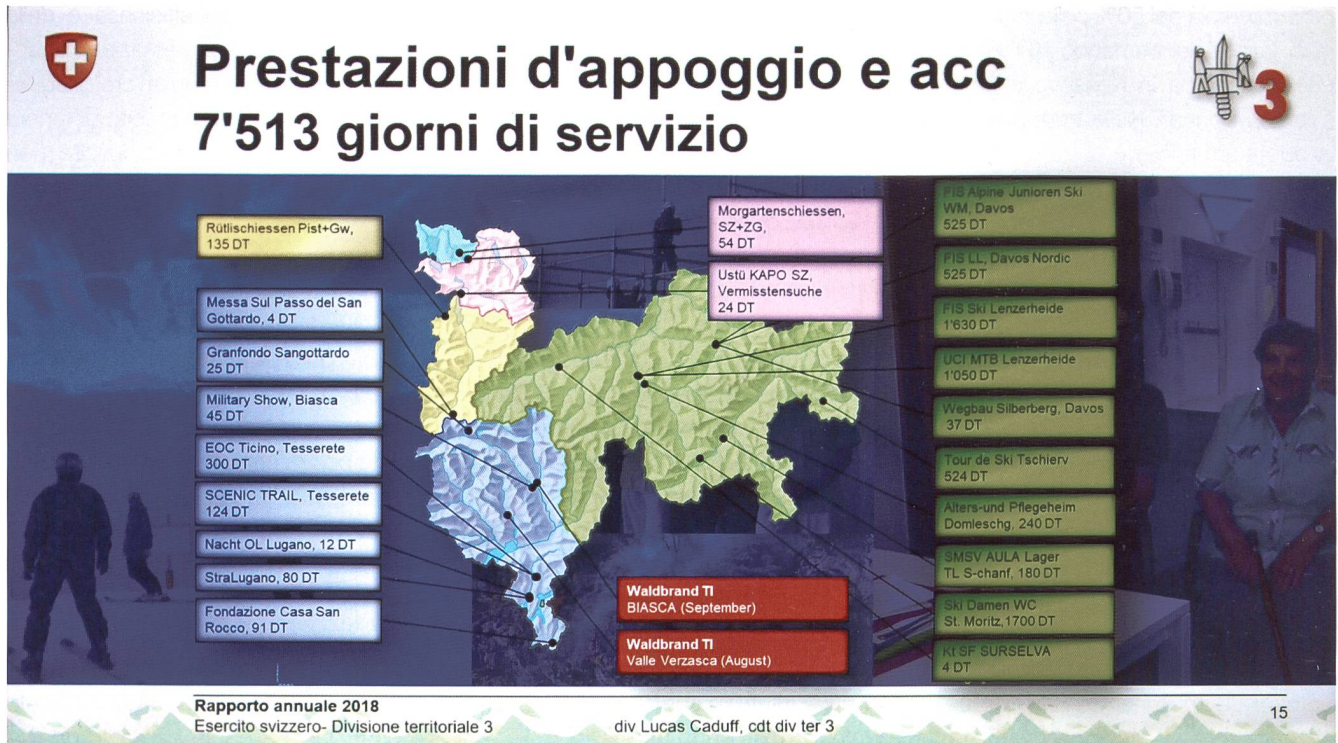 Prestazioni d'appoggio e acc
7'513 giorni di servizio
3
Rütlischiessen Pist+Gw,
135 DT
Messa Sul Passo del San
Gottardo, 4 DT
Granfondo Sangottardo
25 DT
Military Show, Biasca
45 DT
EOC Ticino, Tesserete
300 DT
SCENIC TRAIL, Tesserete
124 DT
Nacht OL Lugano, 12 DT
StraLugano, 80 DT
Fondazione Casa San
Rocco, 91 DT
Morgartenschiessen,
SZ+ZG,
54 DT
Ustü KAPO SZ,
Vermisstensuche
24 DT
Waldbrand TI
BIASCA (September)
Waldbrand TI
Valle Verzasca (August)
FIS Alpine Junioren Ski
WM, Davos
525 DT
FIS LL, Davos Nordic
525 DT
FIS Ski Lenzerheide
1'630 DT
UCI MTB Lenzerheide
1'050 DT
Wegbau Silberberg, Davos
37 DT
Tour de Ski Tschierv
524 DT
Alters-und Pflegeheim
Domleschg, 240 DT
SMSV AULA Lager
TL S-chanf, 180 DT
Ski Damen WC
St. Moritz,1700 DT
Kt SF SURSELVA
4 DT
Rapporto annuale 2018
Esercito svizzero- Divisione territoriale 3
div Lucas Caduff, cdt div ter 3
15